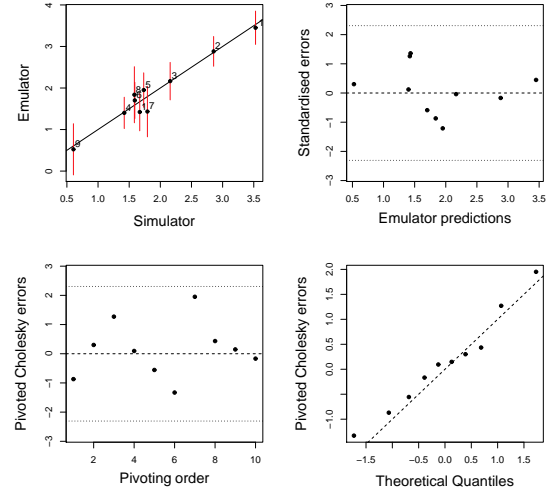 Emulator
4
3
2
1
0
1
2
3
4
5
6
7
8
9
0.5 1.0 1.5 2.0 2.5 3.0 3.5
Simulator
Standardised errors
3
2
1
0
−1
−2
−3
0.5 1.0 1.5 2.0 2.5 3.0 3.5
Emulator predictions
Pivoted Cholesky errors
3
2
1
0
−1
−2
−3
2 4 6 8 10
Pivoting order
Pivoted Cholesky errors
2.0
1.5
1.0
0.0
−1.0
−1.5 −0.5 0.0 0.5 1.0 1.5
Theoretical Quantiles